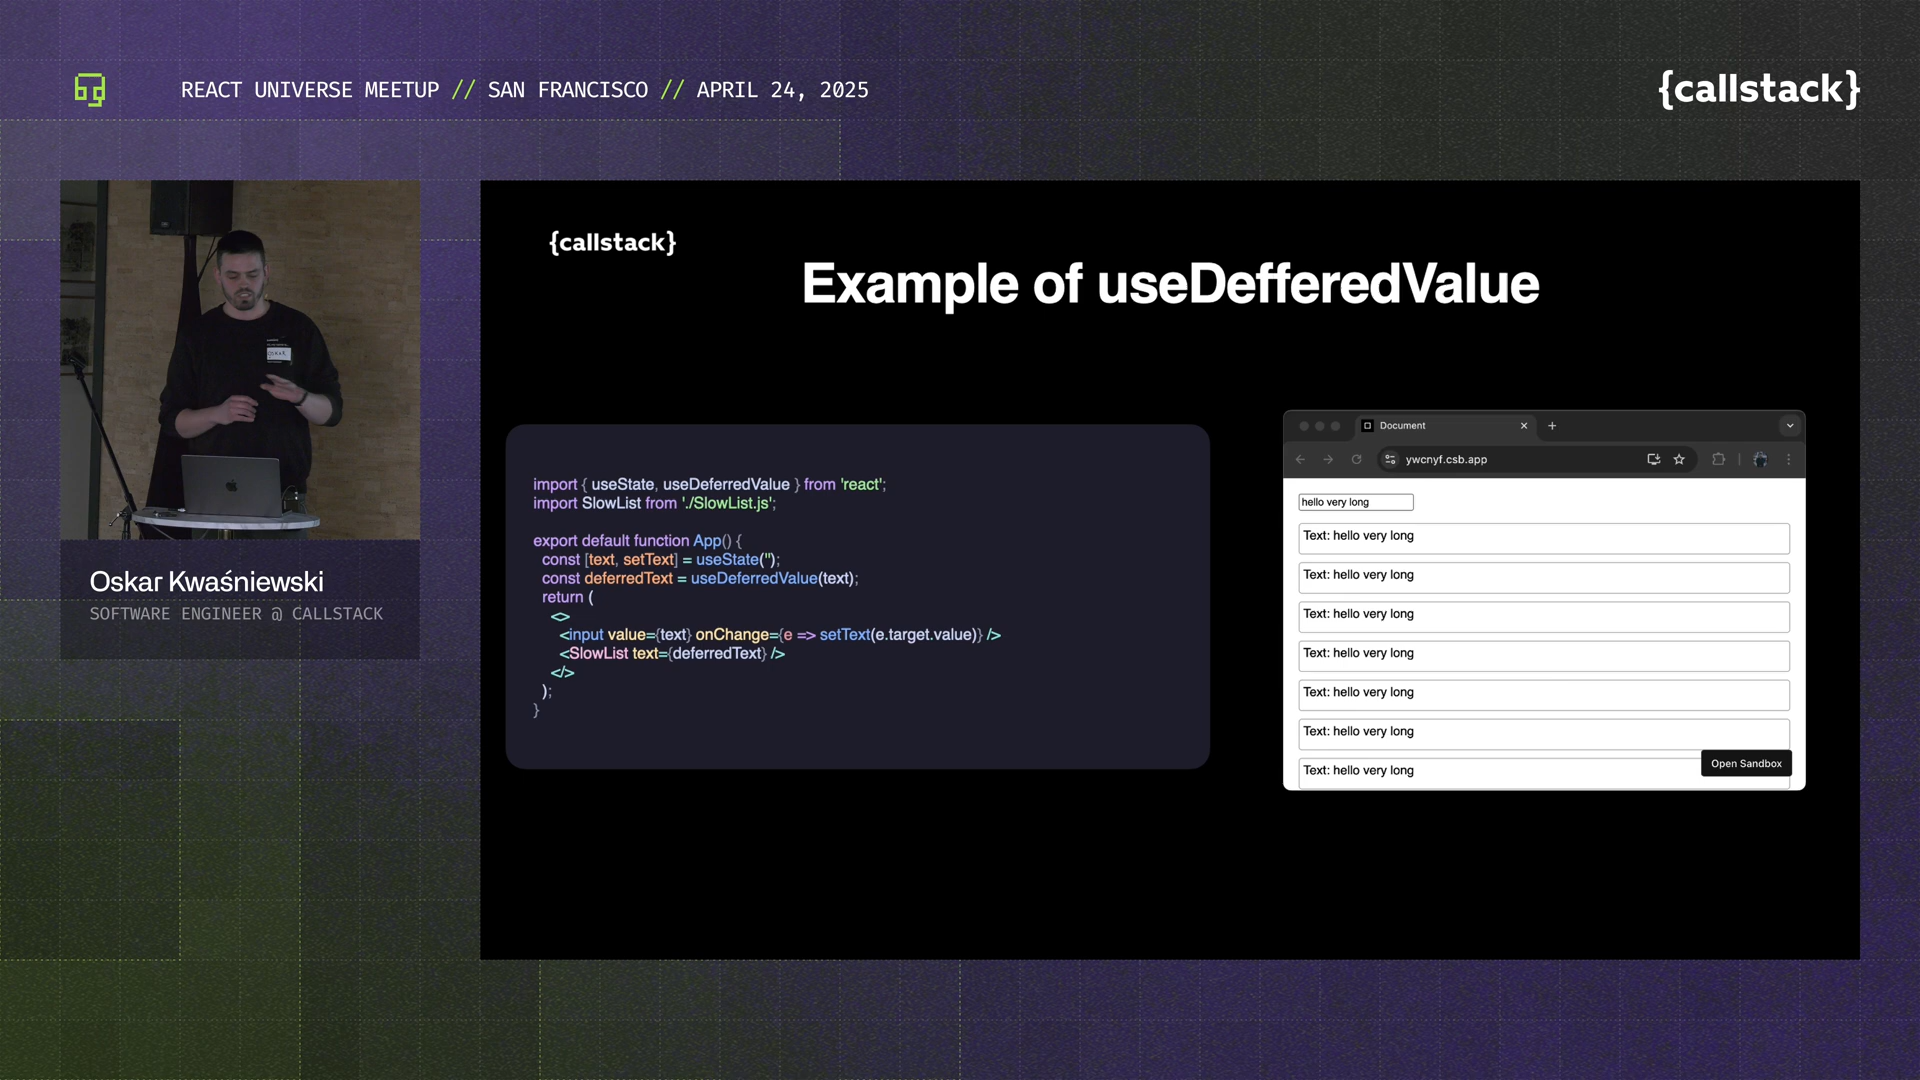 REACT UNIVERSE MEETUP // SAN FRANCISCO // APRIL 24, 2025
{callstack}
OSKAR
Oskar Kwaśniewski
SOFTWARE ENGINEER @ CALLSTACK
{callstack}
Example of useDefferedValue
import { useState, useDeferredValue } from 'react';
import SlowList from './SlowList.js';
export default function App() {
const [text, setText] = useState('');
const deferredText = useDeferredValue(text);
return (
<>
<input value={text} onChange={e => setText(e.target.value)} />
<SlowList text={deferredText} />
</>
);
}
Document
ywcnyf.csb.app
hello very long
Text: hello very long
Text: hello very long
Text: hello very long
Text: hello very long
Text: hello very long
Text: hello very long
Text: hello very long
Open Sandbox